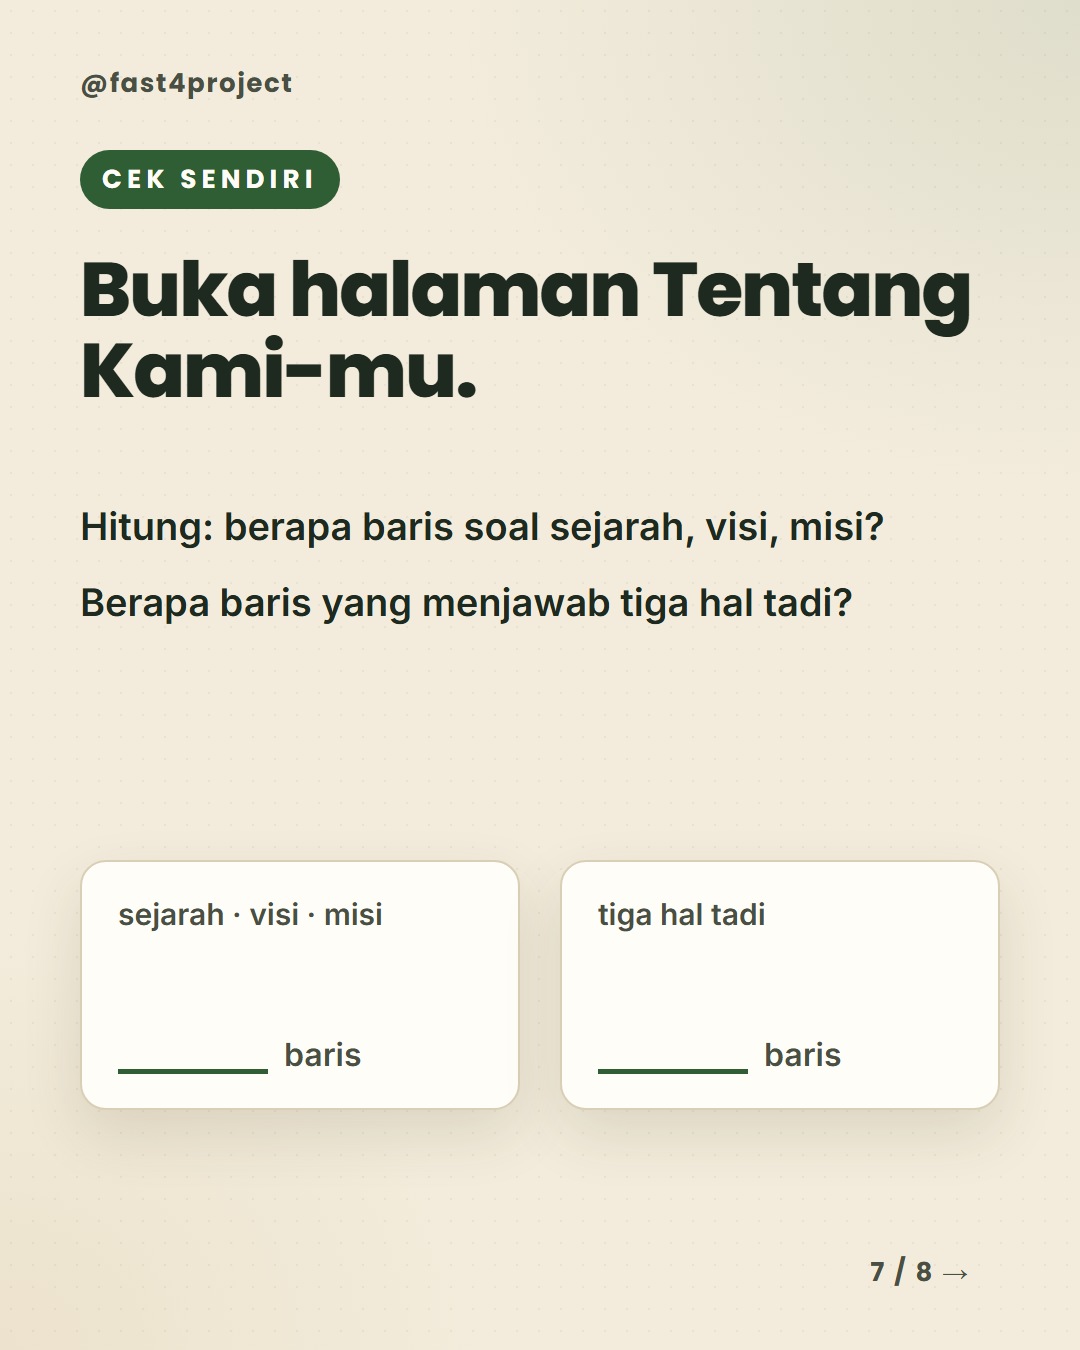 @fast4project
CEK SENDIRI
Buka halaman Tentang
Kami-mu.
Hitung: berapa baris soal sejarah, visi, misi?
Berapa baris yang menjawab tiga hal tadi?
sejarah · visi · misi
baris
tiga hal tadi
baris
7 / 8 →